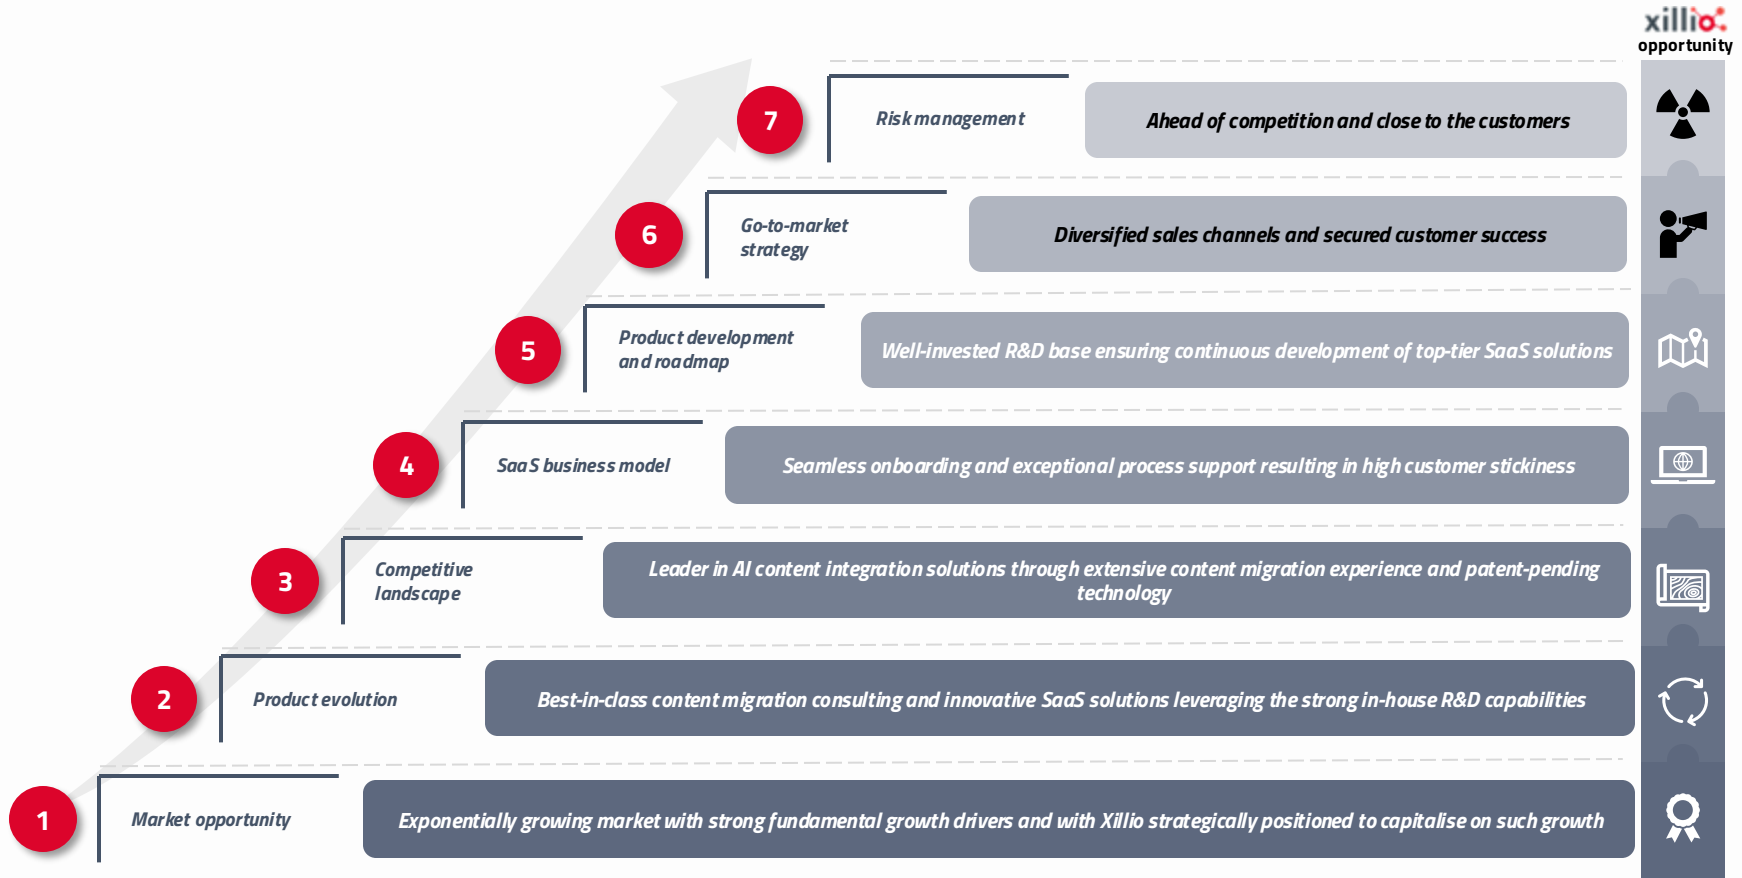 xillio
opportunity
7
Risk management
Ahead of competition and close to the customers
6
Go-to-market
strategy
Diversified sales channels and secured customer success
5
Product development
and roadmap
Well-invested R&D base ensuring continuous development of top-tier SaaS solutions
4
SaaS business model
Seamless onboarding and exceptional process support resulting in high customer stickiness
3
Competitive
landscape
Leader in AI content integration solutions through extensive content migration experience and patent-pending
technology
2
Product evolution
Best-in-class content migration consulting and innovative SaaS solutions leveraging the strong in-house R&D capabilities
1
Market opportunity
Exponentially growing market with strong fundamental growth drivers and with Xillio strategically positioned to capitalise on such growth